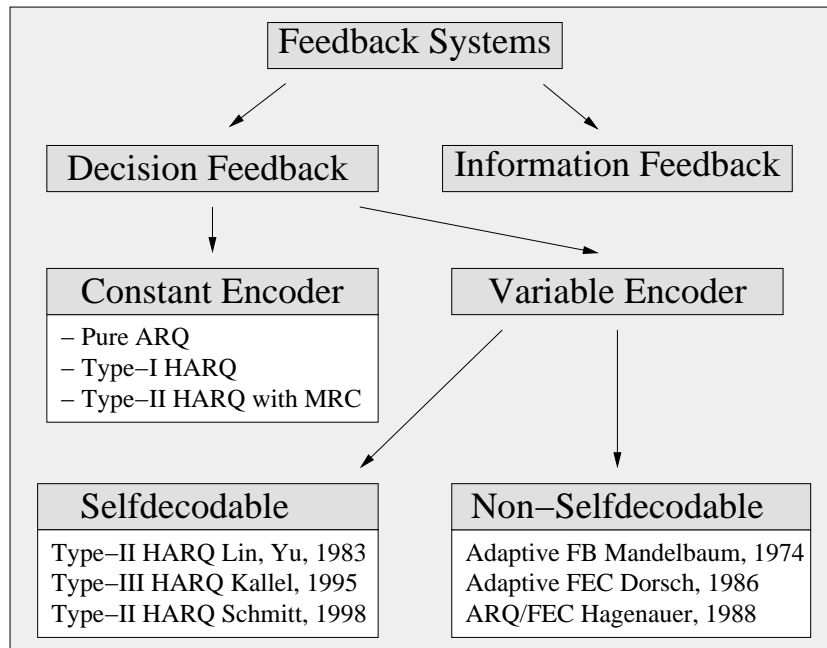 Feedback Systems
Decision Feedback
Information Feedback
Constant Encoder
− Pure ARQ
− Type−I HARQ
− Type−II HARQ with MRC
Variable Encoder
Selfdecodable
Type−II HARQ Lin, Yu, 1983
Type−III HARQ Kallel, 1995
Type−II HARQ Schmitt, 1998
Non−Selfdecodable
Adaptive FB Mandelbaum, 1974
Adaptive FEC Dorsch, 1986
ARQ/FEC Hagenauer, 1988